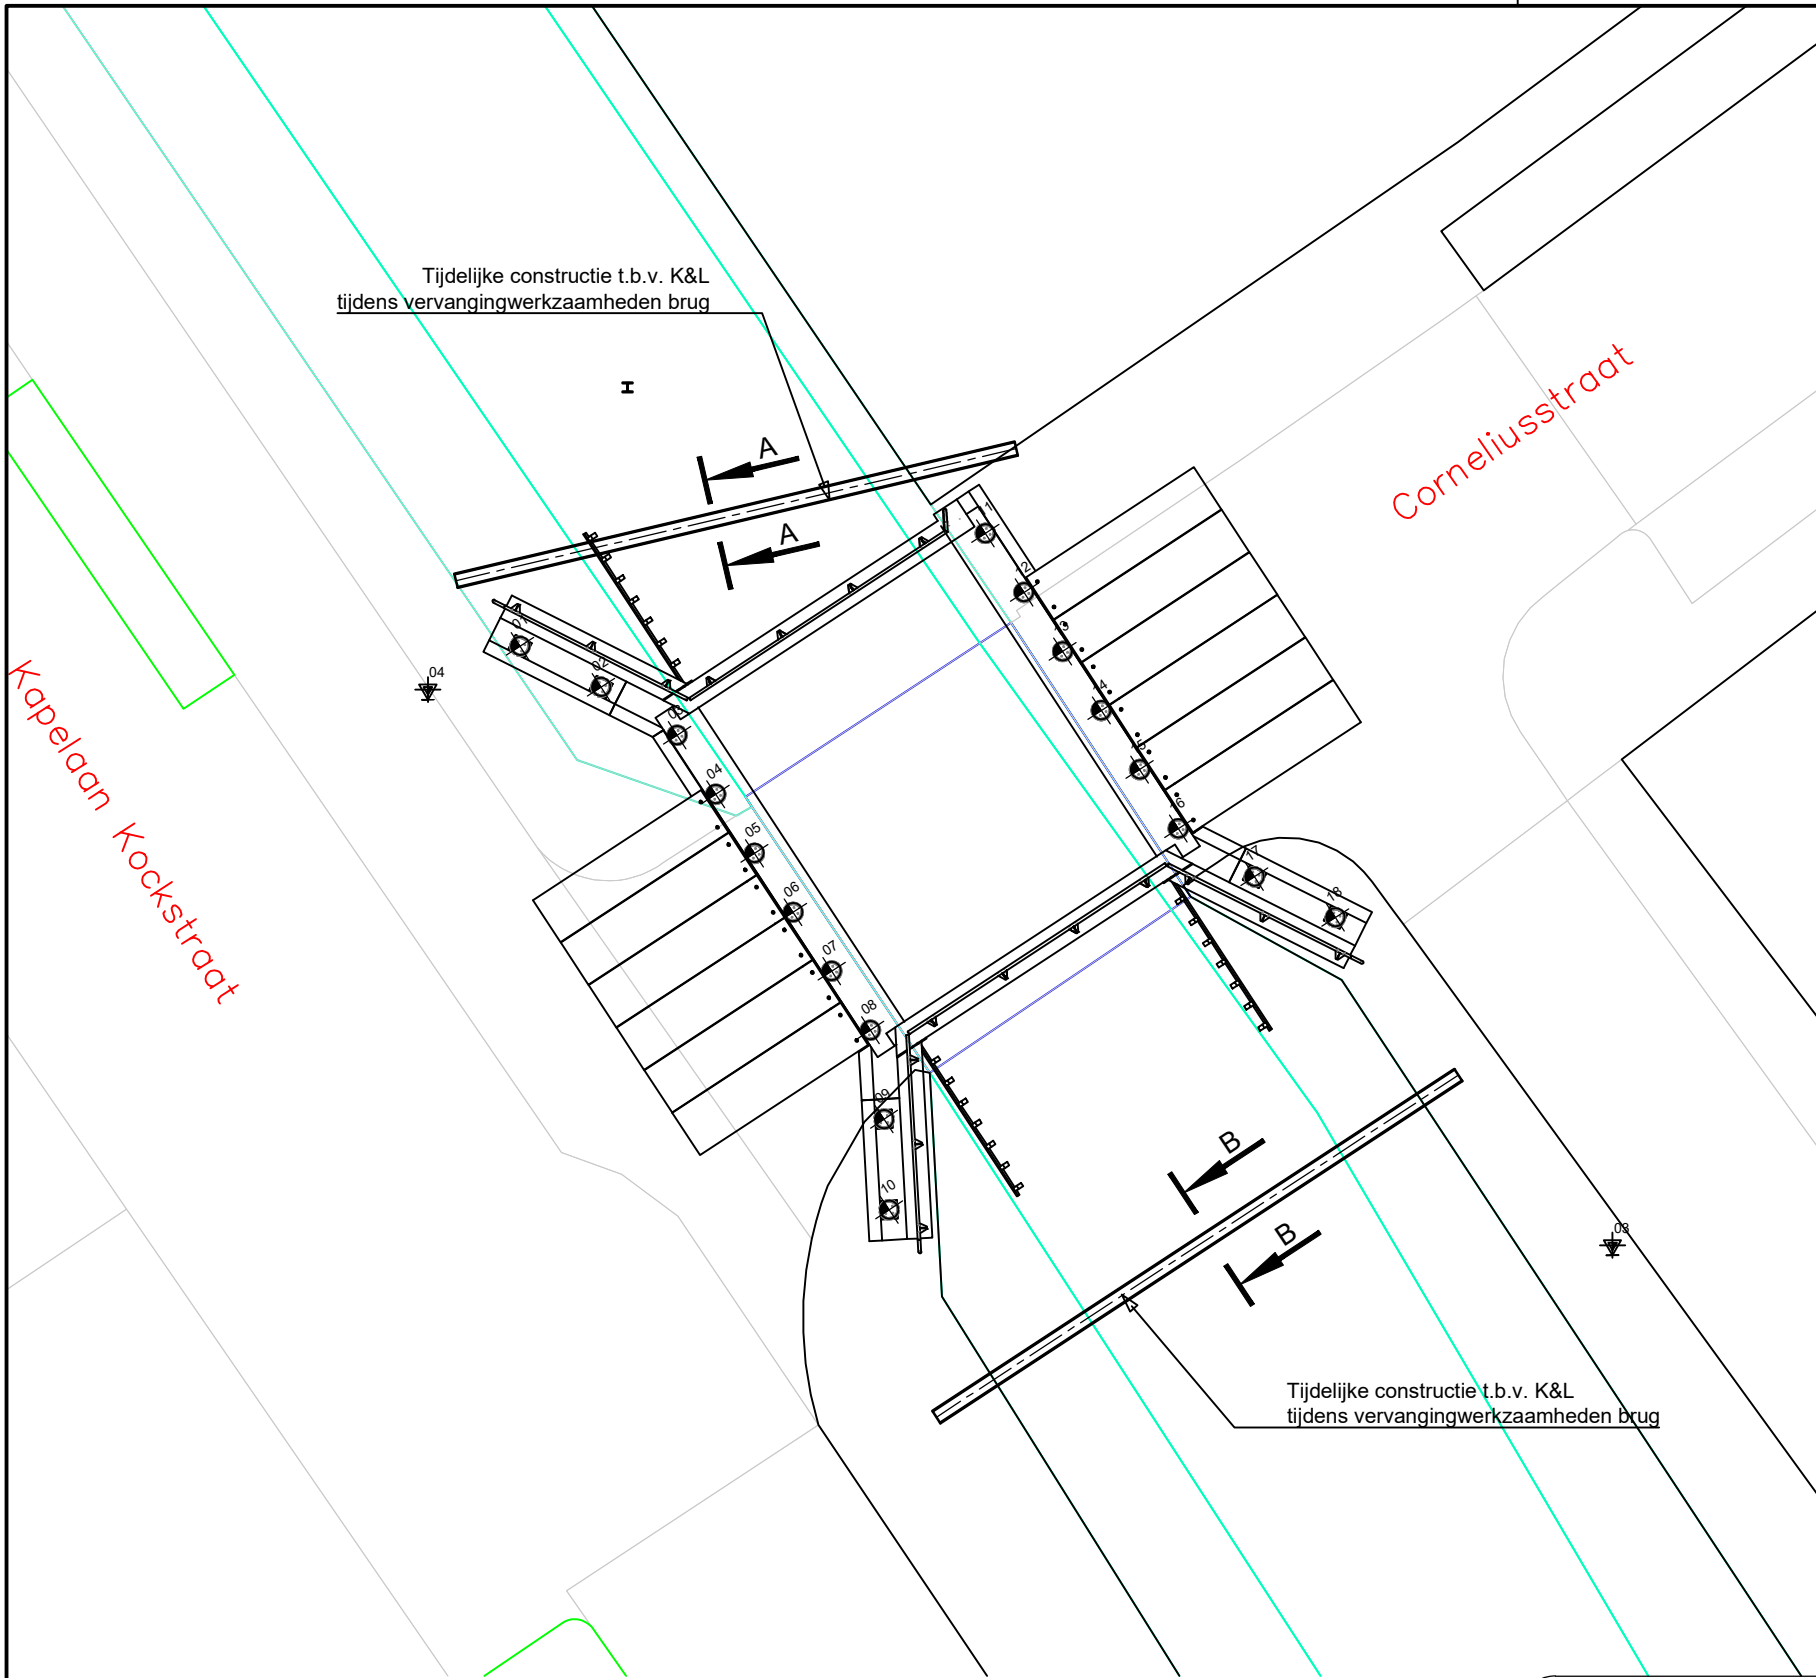 Tijdelijke constructie t.b.v. K&L
tijdens vervangingwerkzaamheden brug
Corneliusstraat
A
A
11
12
13
14
15
16
17
18
01
02
03
04
04
05
06
07
08
09
10
Kapelaan Kockstraat
B
B
03
Tijdelijke constructie t.b.v. K&L
tijdens vervangingwerkzaamheden brug